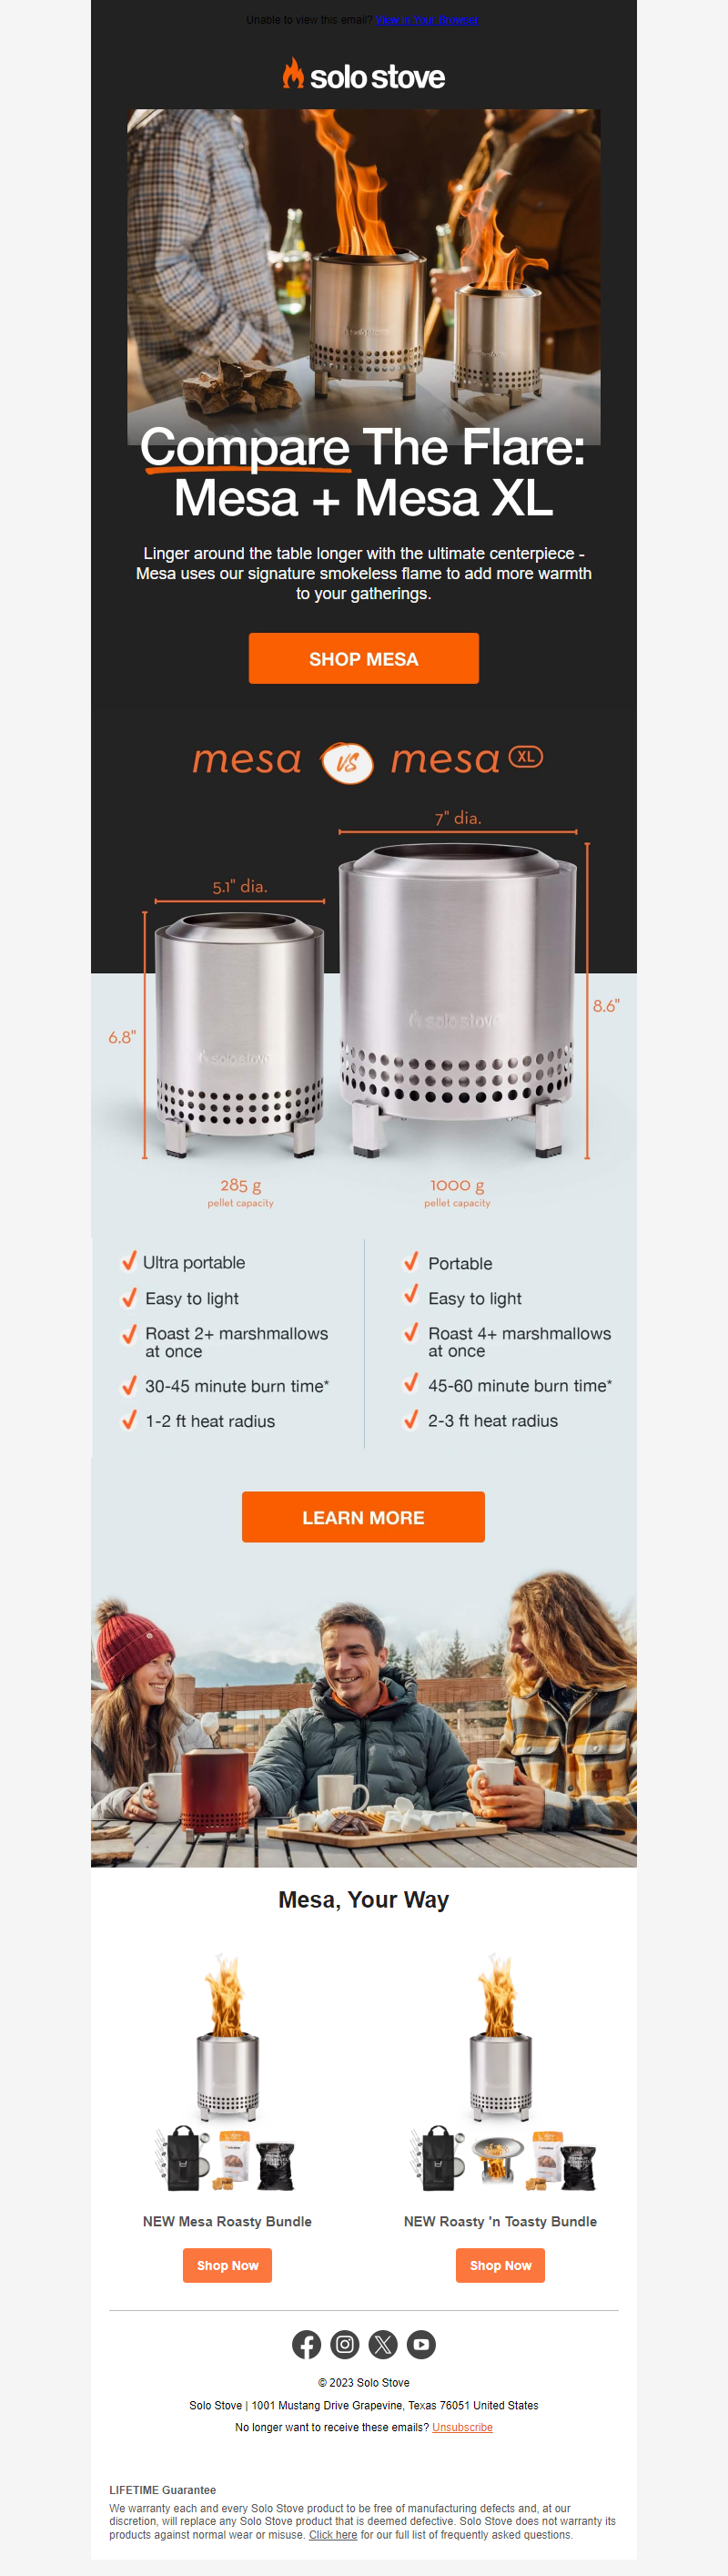 Unable to view this email? View in Your Browser
solo stove
Compare The Flare:
Mesa + Mesa XL
Linger around the table longer with the ultimate centerpiece -
Mesa uses our signature smokeless flame to add more warmth
to your gatherings.
SHOP MESA
mesa VS mesa XL
7" dia.
5.1" dia.
8.6"
solo stove
6.8"
solo stove
285 g
pellet capacity
1000 g
pellet capacity
Ultra portable
Easy to light
Roast 2+ marshmallows
at once
30-45 minute burn time*
1-2 ft heat radius
Portable
Easy to light
Roast 4+ marshmallows
at once
45-60 minute burn time*
2-3 ft heat radius
LEARN MORE
Mesa, Your Way
NEW Mesa Roasty Bundle
Shop Now
NEW Roasty 'n Toasty Bundle
Shop Now
© 2023 Solo Stove
Solo Stove | 1001 Mustang Drive Grapevine, Texas 76051 United States
No longer want to receive these emails? Unsubscribe
LIFETIME Guarantee
We warranty each and every Solo Stove product to be free of manufacturing defects and, at our
discretion, will replace any Solo Stove product that is deemed defective. Solo Stove does not warranty its
products against normal wear or misuse. Click here for our full list of frequently asked questions.